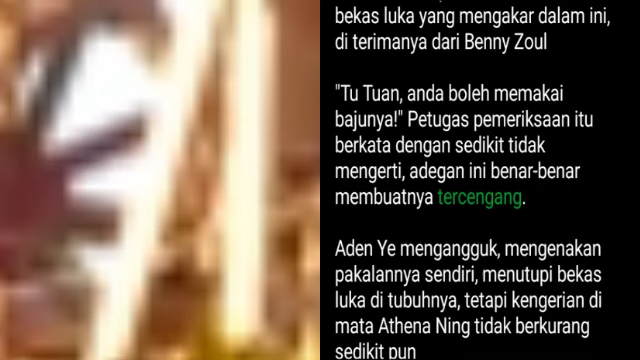 bekas luka yang mengakar dalam ini,
di terimanya dari Benny Zoul
"Tu Tuan, anda boleh memakai
bajunya!" Petugas pemeriksaan itu
berkata dengan sedikit tidak
mengerti, adegan ini benar-benar
membuatnya tercengang.
Aden Ye mengangguk, mengenakan
pakalannya sendiri, menutupi bekas
luka di tubuhnya, tetapi kengerian di
mata Athena Ning tidak berkurang
sedikit pun